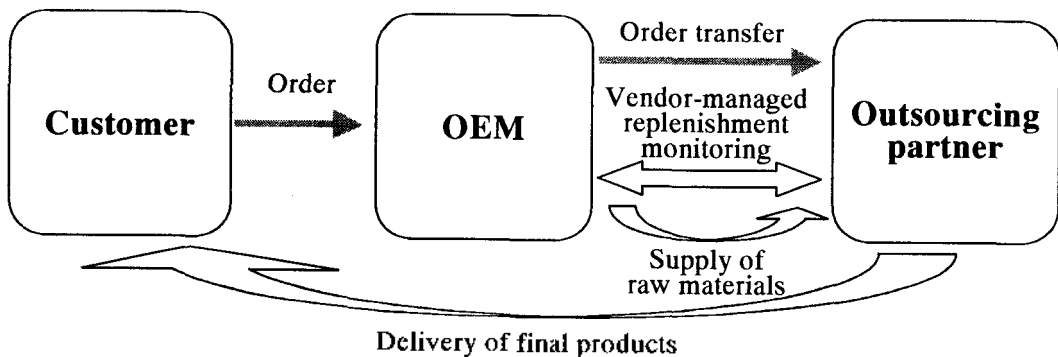 Customer
Order
OEM
Order transfer
Vendor-managed
replenishment
monitoring
Outsourcing
partner
Supply of
raw materials
Delivery of final products